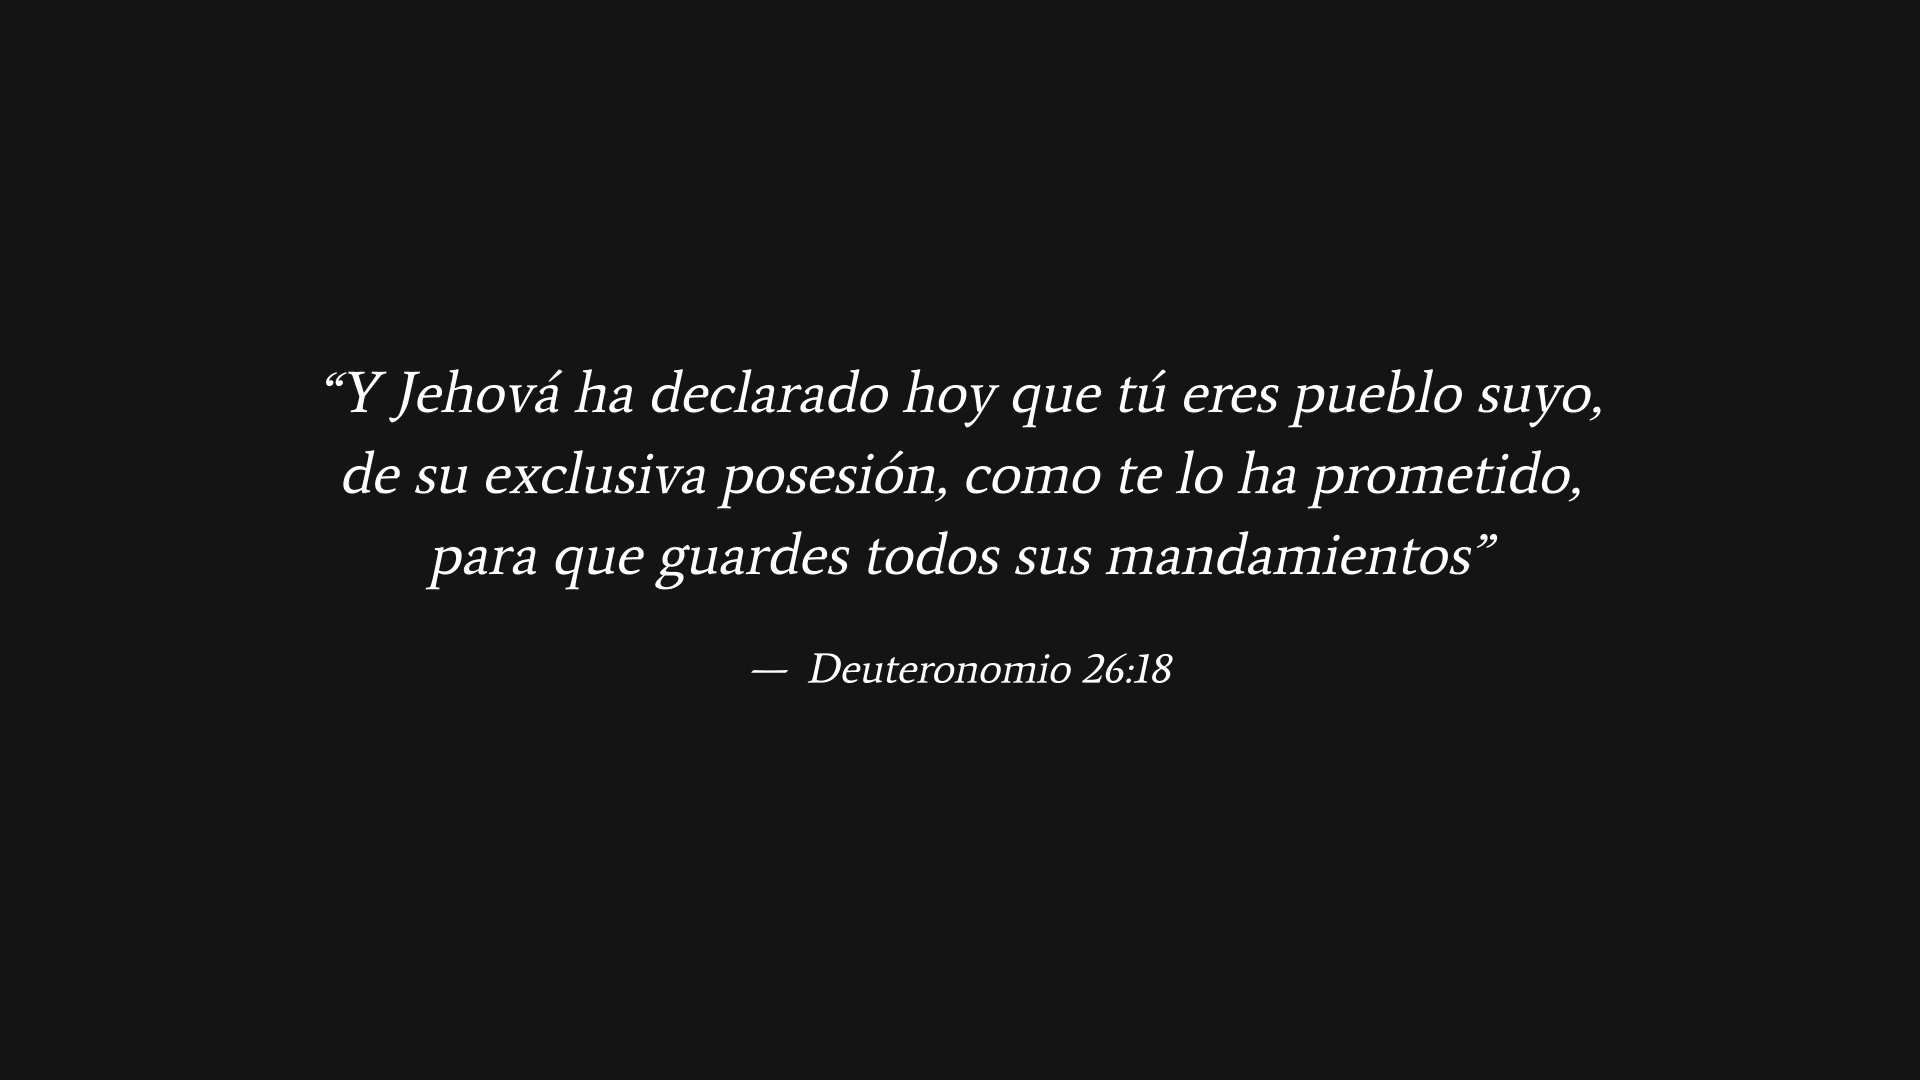 “Y Jehová ha declarado hoy que tú eres pueblo suyo,
de su exclusiva posesión, como te lo ha prometido,
para que guardes todos sus mandamientos”
— Deuteronomio 26:18